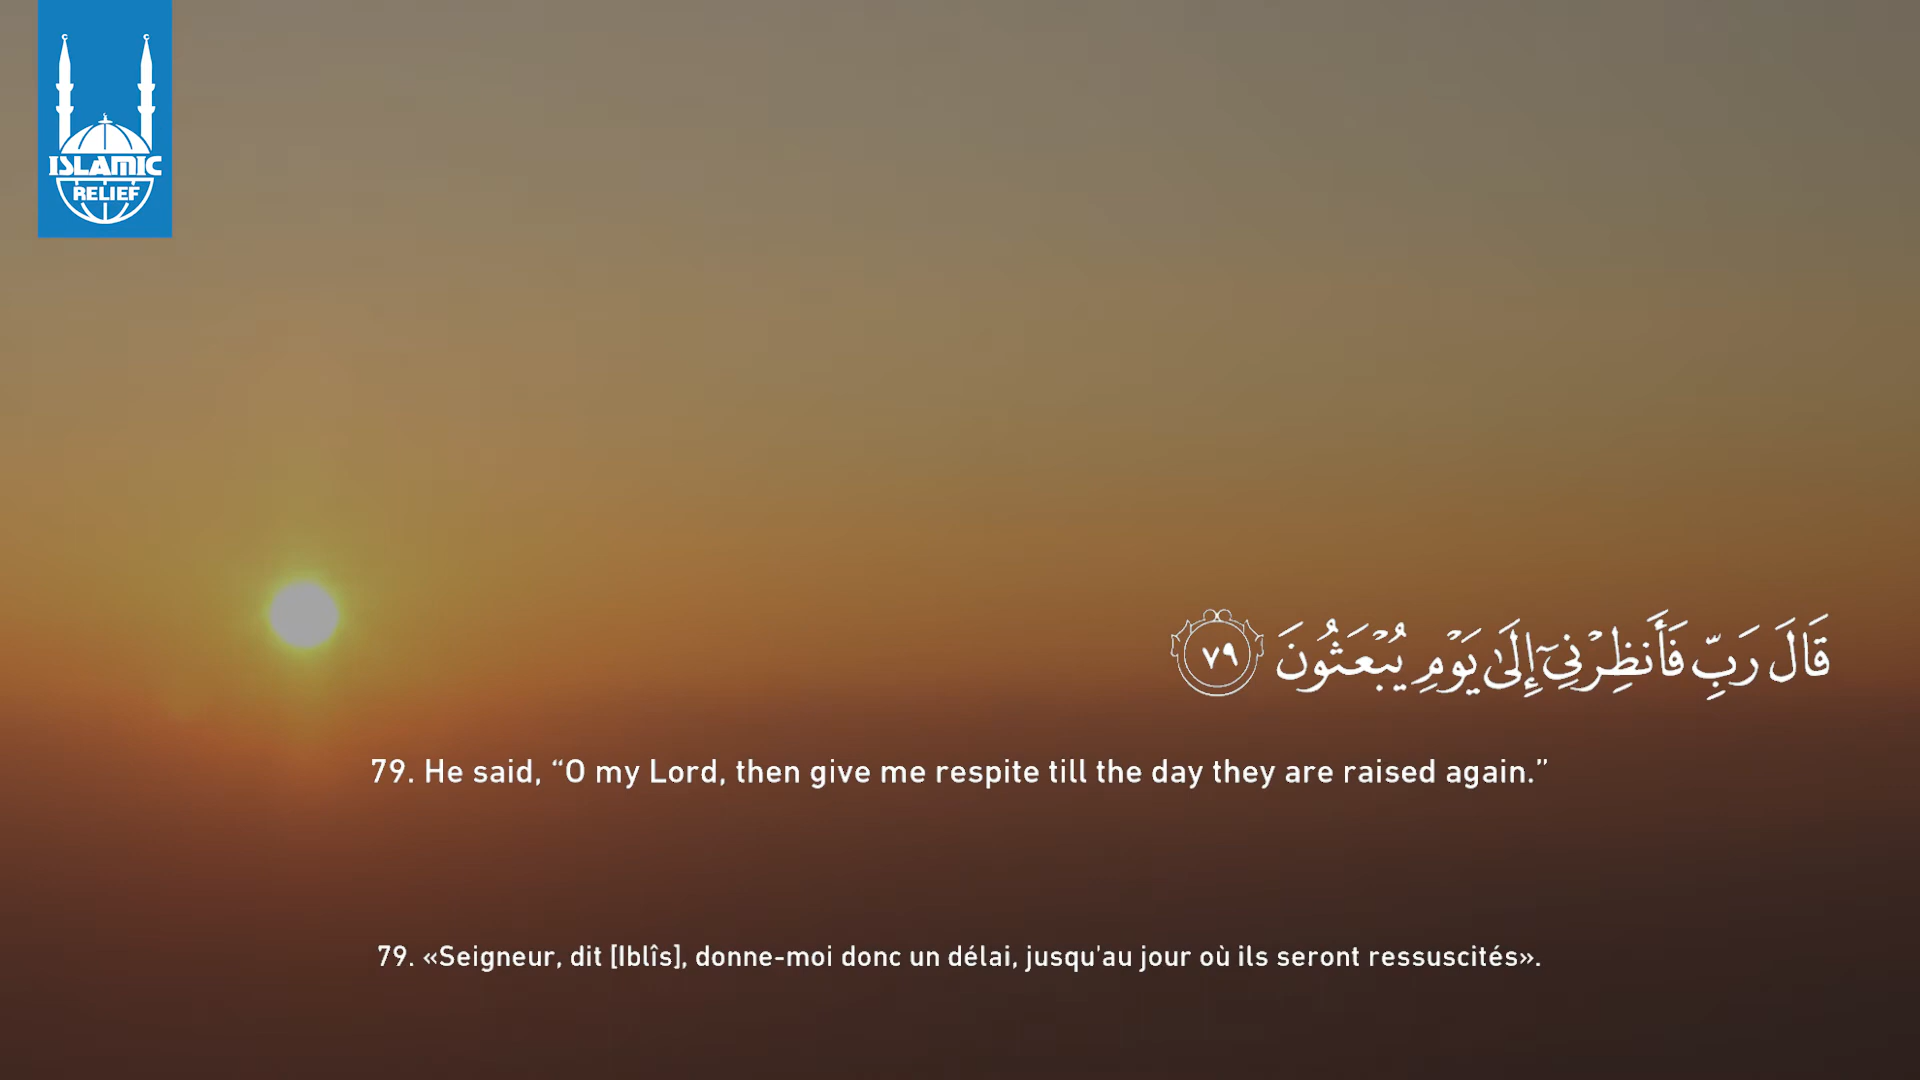 ISLAMIC
RELIEF
قَالَ رَبِّ فَأَنظِرْنِىٓ إِلَىٰ يَوْمِ يُبْعَثُونَ ٧٩
79. He said, “O my Lord, then give me respite till the day they are raised again.”
79. «Seigneur, dit [Iblîs], donne-moi donc un délai, jusqu'au jour où ils seront ressuscités».